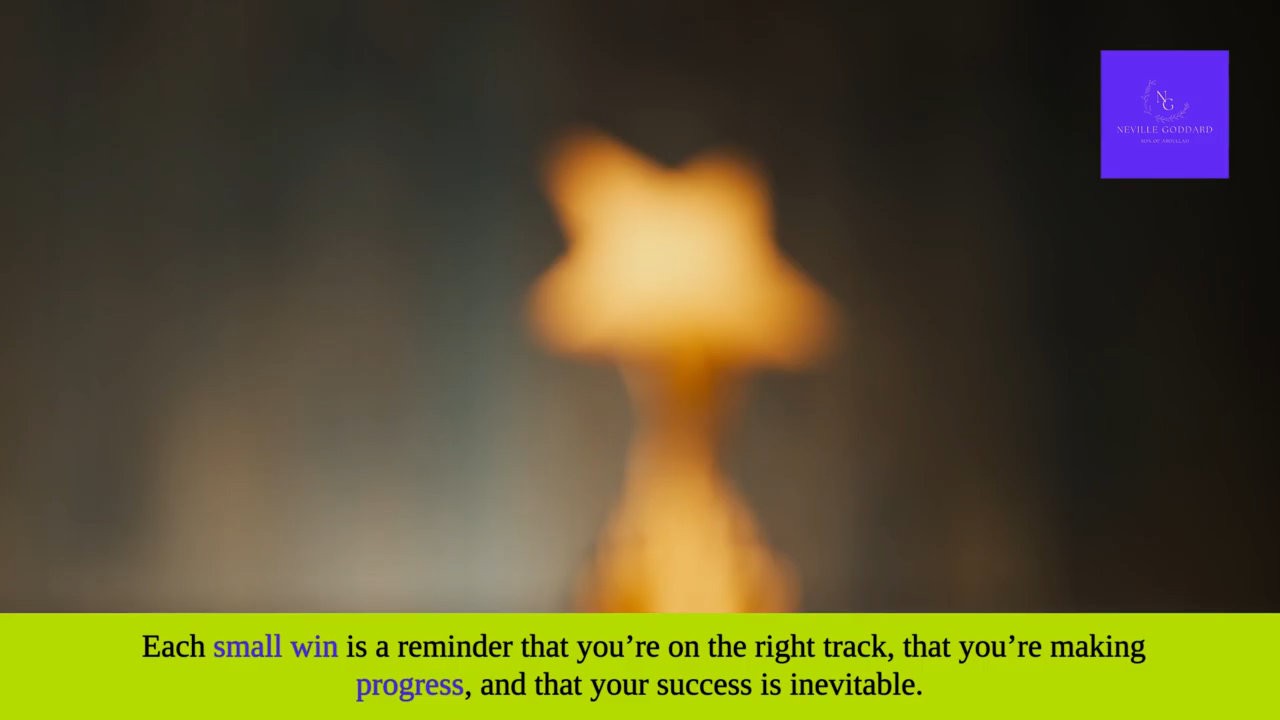 NG
NEVILLE GODDARD
Each small win is a reminder that you’re on the right track, that you’re making
progress, and that your success is inevitable.